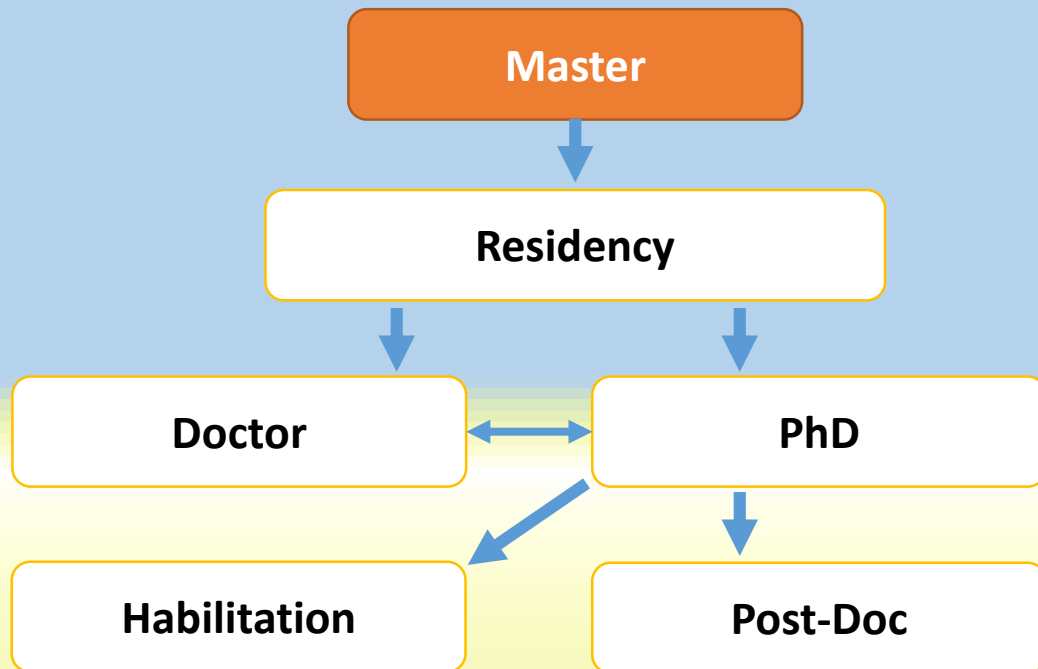 Master
Residency
Doctor
PhD
Habilitation
Post-Doc